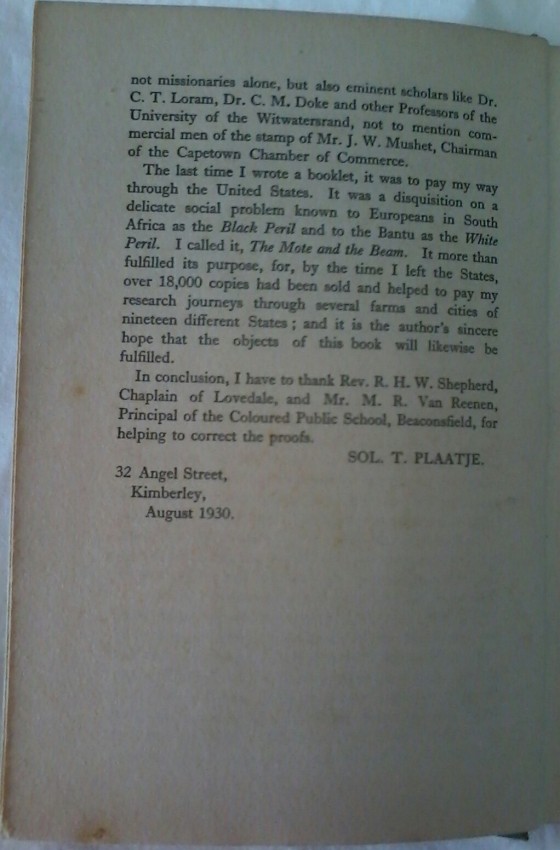 not missionaries alone, but also eminent scholars like Dr.
C. T. Loram, Dr. C. M. Doke and other Professors of the
University of the Witwatersrand, not to mention com-
mercial men of the stamp of Mr. J. W. Mushet, Chairman
of the Capetown Chamber of Commerce.
The last time I wrote a booklet, it was to pay my way
through the United States. It was a disquisition on a
delicate social problem known to Europeans in South
Africa as the Black Peril and to the Bantu as the White
Peril. I called it, The Mote and the Beam. It more than
fulfilled its purpose, for, by the time I left the States,
over 18,000 copies had been sold and helped to pay my
research journeys through several farms and cities of
nineteen different States; and it is the author's sincere
hope that the objects of this book will likewise be
fulfilled.
In conclusion, I have to thank Rev. R. H. W. Shepherd,
Chaplain of Lovedale, and Mr. M. R. Van Reenen,
Principal of the Coloured Public School, Beaconsfield, for
helping to correct the proofs.
SOL. T. PLAATJE.
32 Angel Street,
Kimberley,
August 1930.